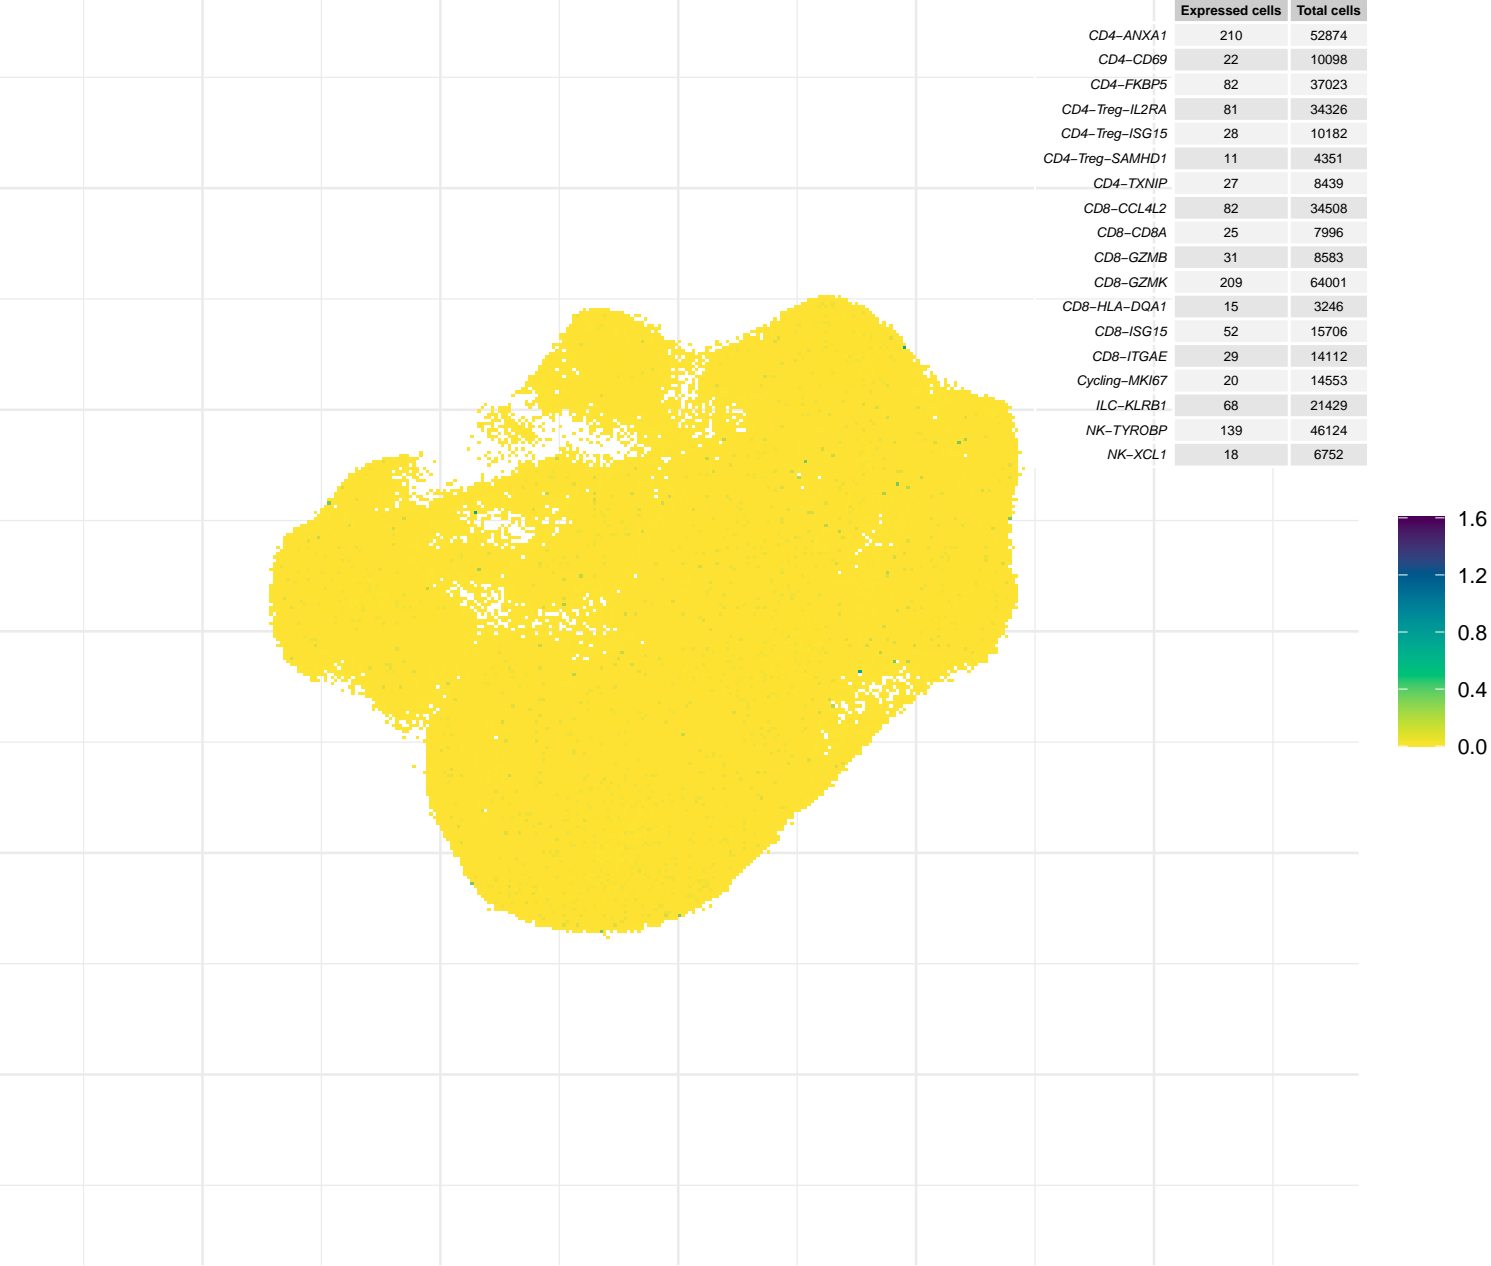 Expressed cells Total cells
CD4−ANXA1 210 52874
CD4−CD69 22 10098
CD4−FKBP5 82 37023
CD4−Treg−IL2RA 81 34326
CD4−Treg−ISG15 28 10182
CD4−Treg−SAMHD1 11 4351
CD4−TXNIP 27 8439
CD8−CCL4L2 82 34508
CD8−CD8A 25 7996
CD8−GZMB 31 8583
CD8−GZMK 209 64001
CD8−HLA−DQA1 15 3246
CD8−ISG15 52 15706
CD8−ITGAE 29 14112
Cycling−MKI67 20 14553
ILC−KLRB1 68 21429
NK−TYROBP 139 46124
NK−XCL1 18 6752
1.6
1.2
0.8
0.4
0.0